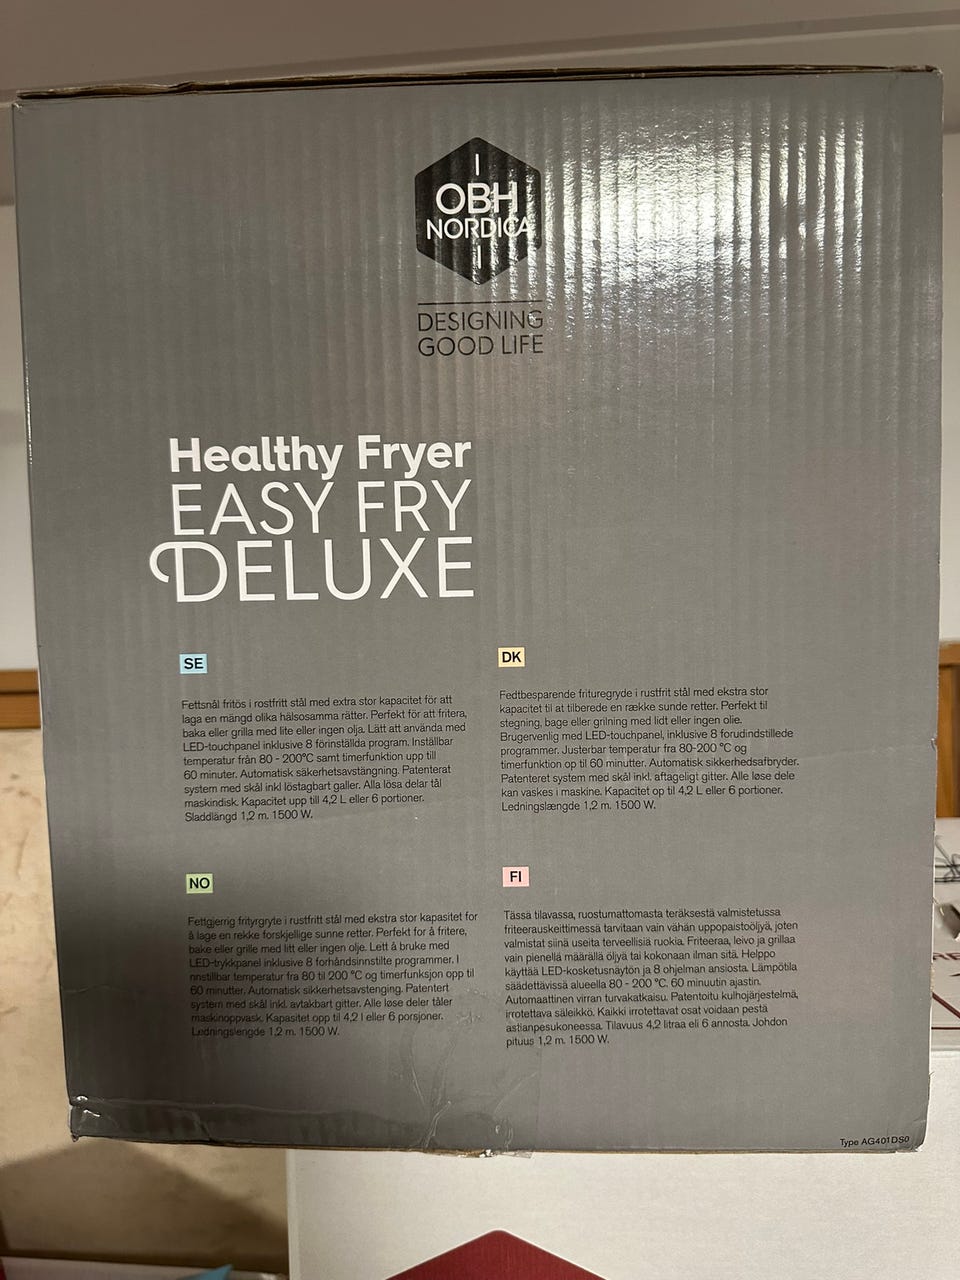 OBH
NORDICA
DESIGNING
GOOD LIFE
Healthy Fryer
EASY FRY
DELUXE
SE
Fettsnål fritös i rostfritt stål med extra stor kapacitet för att
laga en mängd olika hälsosamma rätter. Perfekt för att fritera,
baka eller grilla med lite eller ingen olja. Lätt att använda med
LED-touchpanel inklusive 8 förinställda program. Inställbar
temperatur från 80 - 200°C samt timerfunktion upp till
60 minuter. Automatisk säkerhetsavstängning. Patenterat
system med skål inkl löstagbart galler. Alla lösa delar tål
maskindisk. Kapacitet upp till 4,2 L eller 6 portioner.
Sladdlängd 1,2 m. 1500 W.
DK
Fedtbesparende frituregryde i rustfrit stål med ekstra stor
kapacitet til at tilberede en række sunde retter. Perfekt til
stegning, bage eller grilning med lidt eller ingen olie.
Brugervenlig med LED-touchpanel, inklusive 8 forudindstillede
programmer. Justerbar temperatur fra 80-200 °C og
timerfunktion op til 60 minutter. Automatisk sikkerhedsafbryder.
Patenteret system med skål inkl. aftageligt gitter. Alle løse dele
kan vaskes i maskine. Kapacitet op til 4,2 L eller 6 portioner.
Ledningslængde 1,2 m. 1500 W.
NO
Fettgjerrig frityrgryte i rustfritt stål med ekstra stor kapasitet for
å lage en rekke forskjellige sunne retter. Perfekt for å fritere,
bake eller grille med litt eller ingen olje. Lett å bruke med
LED-trykkpanel inklusive 8 forhåndsinnstilte programmer. I
nnstillbar temperatur fra 80 til 200 °C og timerfunksjon opp til
60 minutter. Automatisk sikkerhetsavstenging. Patentert
system med skål inkl. avtakbart gitter. Alle løse deler tåler
maskinoppvask. Kapasitet opp til 4,2 l eller 6 porsjoner.
Ledningslengde 1,2 m. 1500 W.
FI
Tässä tilavassa, ruostumattomasta teräksestä valmistetussa
friteerauskeittimessä tarvitaan vain vähän uppopaistoöljyä, joten
valmistat siinä useita terveellisiä ruokia. Friteeraa, leivo ja grillaa
vain pienellä määrällä öljyä tai kokonaan ilman sitä. Helppo
käyttää LED-kosketusnäytön ja 8 ohjelman ansiosta. Lämpötila
säädettävissä alueella 80 - 200 °C. 60 minuutin ajastin.
Automaattinen virran turvakatkaisu. Patentoitu kulhojärjestelmä,
irrotettava säleikkö. Kaikki irrotettavat osat voidaan pestä
astianpesukoneessa. Tilavuus 4,2 litraa eli 6 annosta. Johdon
pituus 1,2 m. 1500 W.
Type AG401DS0